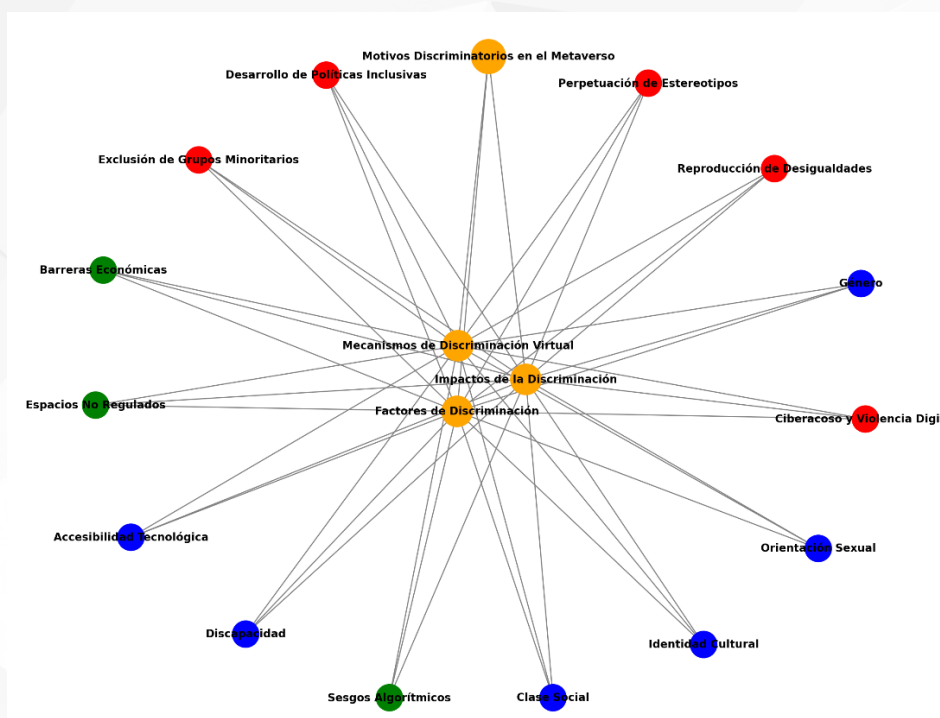 Motivos Discriminatorios en el Metaverso
Desarrollo de Políticas Inclusivas
Perpetuación de Estereotipos
Exclusión de Grupos Minoritarios
Reproducción de Desigualdades
Barreras Económicas
Género
Mecanismos de Discriminación Virtual
Impactos de la Discriminación
Espacios No Regulados
Factores de Discriminación
Ciberacoso y Violencia Digi
Accesibilidad Tecnológica
Orientación Sexual
Discapacidad
Identidad Cultural
Sesgos Algorítmicos
Clase Social